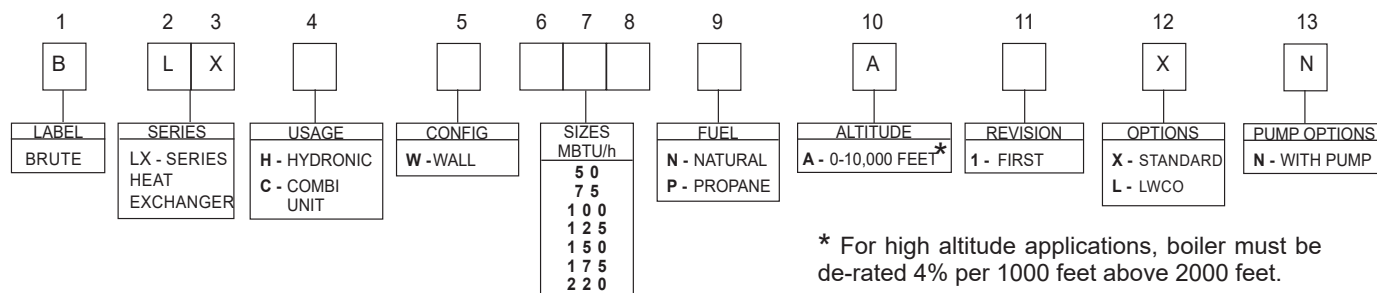 1 2 3 4 5 6 7 8 9 10 11 12 13
B L X A X N
LABEL
BRUTE
SERIES
LX - SERIES
HEAT
EXCHANGER
USAGE
H - HYDRONIC
C - COMBI
UNIT
CONFIG
W -WALL
SIZES
MBTU/h
5 0
7 5
1 0 0
1 2 5
1 5 0
1 7 5
2 2 0
FUEL
N - NATURAL
P - PROPANE
ALTITUDE
A - 0-10,000 FEET*
REVISION
1 - FIRST
OPTIONS
X - STANDARD
L - LWCO
PUMP OPTIONS
N - WITH PUMP
* For high altitude applications, boiler must be
de-rated 4% per 1000 feet above 2000 feet.